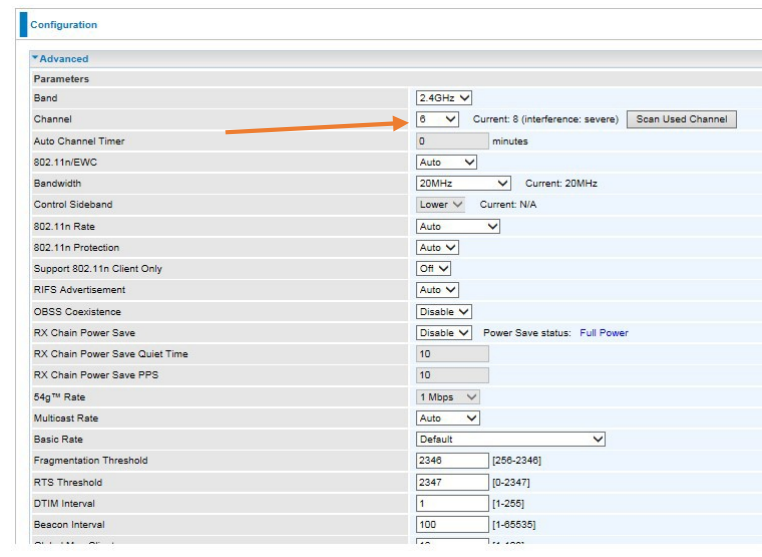 Configuration
Advanced
Parameters
Band 2.4GHz
Channel 6 Current: 8 (interference: severe) Scan Used Channel
Auto Channel Timer 0 minutes
802.11n/EWC Auto
Bandwidth 20MHz Current: 20MHz
Control Sideband Lower Current: N/A
802.11n Rate Auto
802.11n Protection Auto
Support 802.11n Client Only Off
RIFS Advertisement Auto
OBSS Coexistence Disable
RX Chain Power Save Disable Power Save status: Full Power
RX Chain Power Save Quiet Time 10
RX Chain Power Save PPS 10
54g™ Rate 1 Mbps
Multicast Rate Auto
Basic Rate Default
Fragmentation Threshold 2346 [256-2346]
RTS Threshold 2347 [0-2347]
DTIM Interval 1 [1-255]
Beacon Interval 100 [1-65535]